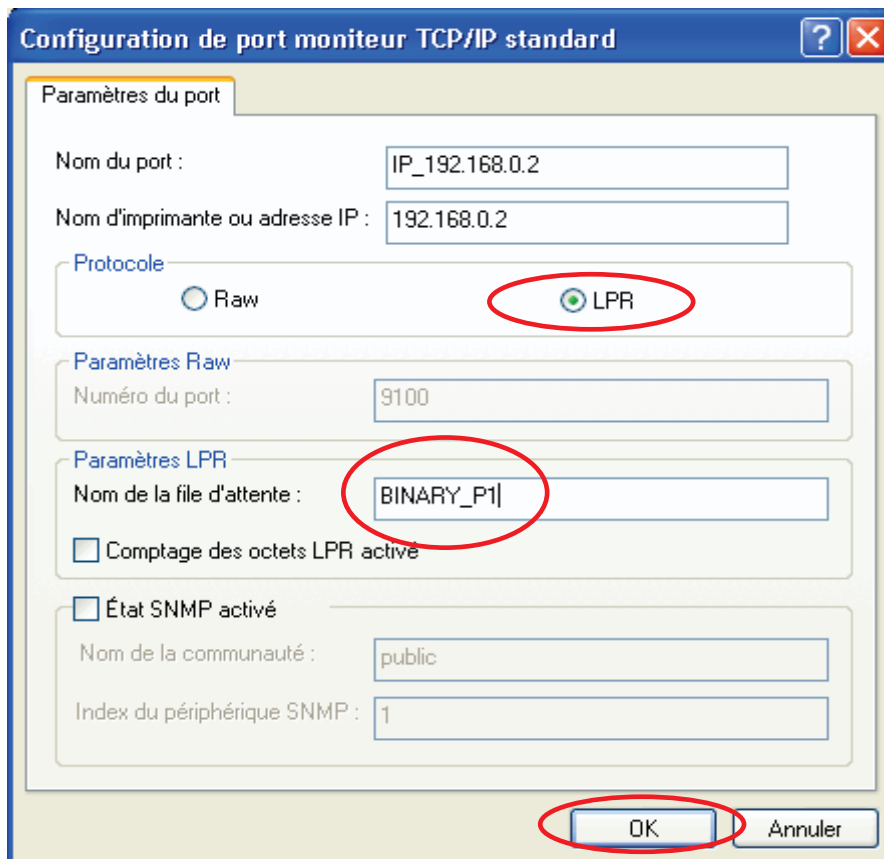 Configuration de port moniteur TCP/IP standard
Paramètres du port
Nom du port : IP_192.168.0.2
Nom d'imprimante ou adresse IP : 192.168.0.2
Protocole
Raw LPR
Paramètres Raw
Numéro du port : 9100
Paramètres LPR
Nom de la file d'attente : BINARY_P1
Comptage des octets LPR activé
État SNMP activé
Nom de la communauté : public
Index du périphérique SNMP : 1
OK Annuler